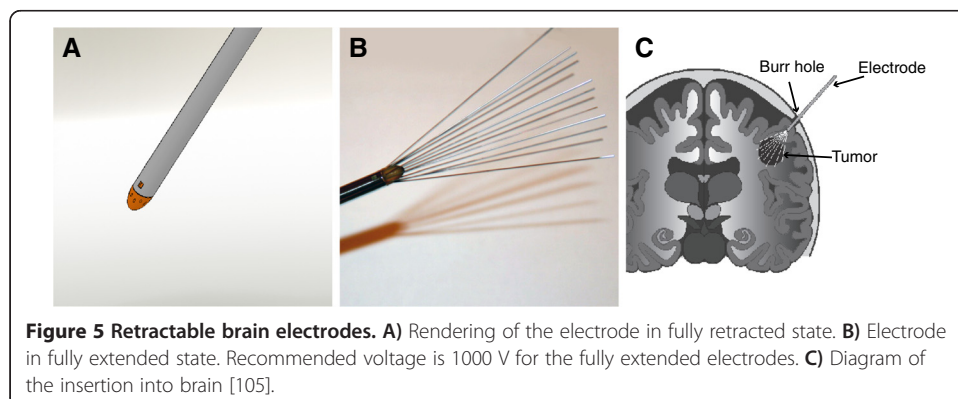 A
B
C
Burr hole
Electrode
Tumor
Figure 5 Retractable brain electrodes. A) Rendering of the electrode in fully retracted state. B) Electrode
in fully extended state. Recommended voltage is 1000 V for the fully extended electrodes. C) Diagram of
the insertion into brain [105].